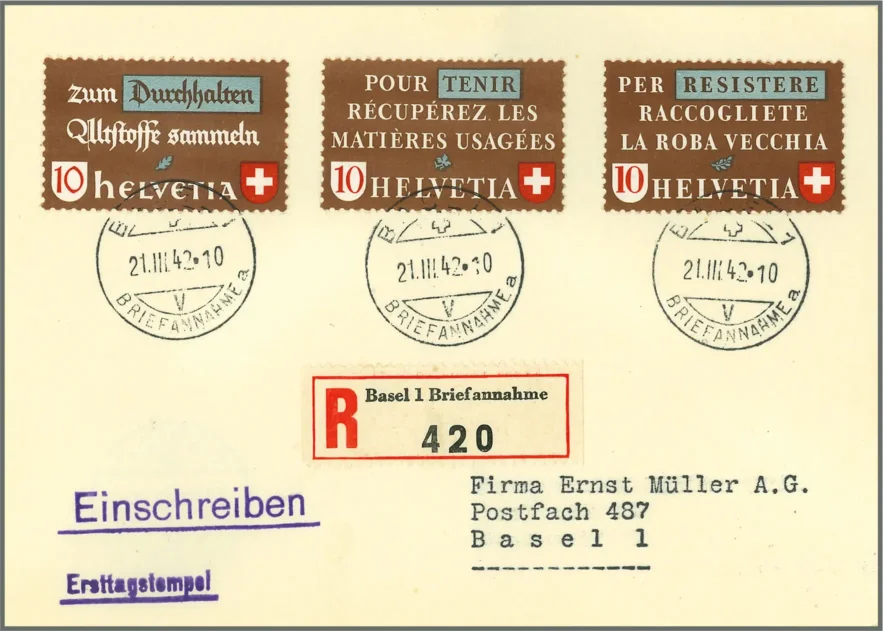 zum Durchhalten
Altstoffe sammeln
10 helvetia
POUR TENIR
RÉCUPÉREZ LES
MATIÈRES USAGÉES
10 HELVETIA
PER RESISTERE
RACCOGLIETE
LA ROBA VECCHIA
10 HELVETIA
21.III.42•10
V
BRIEFANNAHME a
21.III.42•10
V
BRIEFANNAHME a
21.III.42•10
V
BRIEFANNAHME a
R Basel 1 Briefannahme
420
Einschreiben
Ersttagstempel
Firma Ernst Müller A.G.
Postfach 487
Basel 1